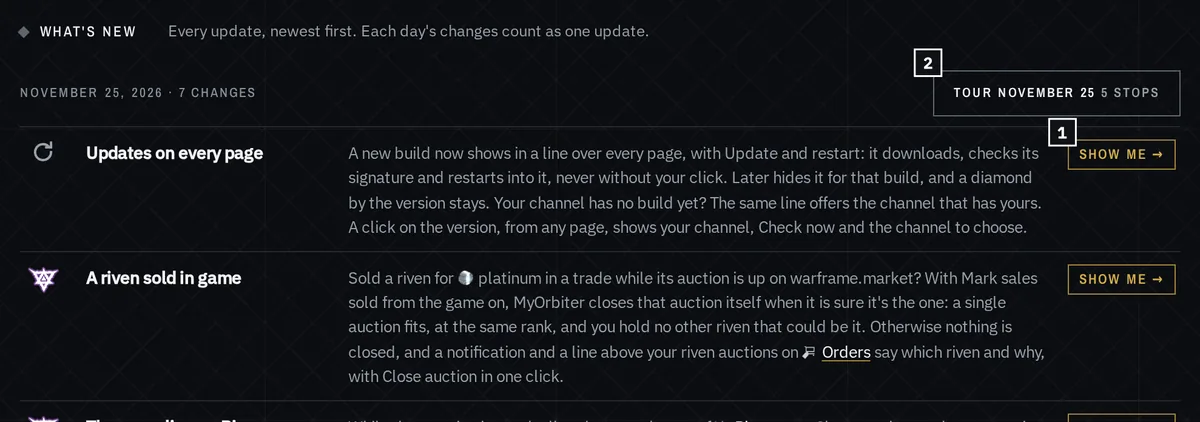 WHAT'S NEW Every update, newest first. Each day's changes count as one update.
2
NOVEMBER 25, 2026 · 7 CHANGES
TOUR NOVEMBER 25 5 STOPS
1
Updates on every page
A new build now shows in a line over every page, with Update and restart: it downloads, checks its
signature and restarts into it, never without your click. Later hides it for that build, and a diamond
by the version stays. Your channel has no build yet? The same line offers the channel that has yours.
A click on the version, from any page, shows your channel, Check now and the channel to choose.
SHOW ME →
A riven sold in game
Sold a riven for platinum in a trade while its auction is up on warframe.market? With Mark sales
sold from the game on, MyOrbiter closes that auction itself when it is sure it's the one: a single
auction fits, at the same rank, and you hold no other riven that could be it. Otherwise nothing is
closed, and a notification and a line above your riven auctions on Orders say which riven and why,
with Close auction in one click.
SHOW ME →